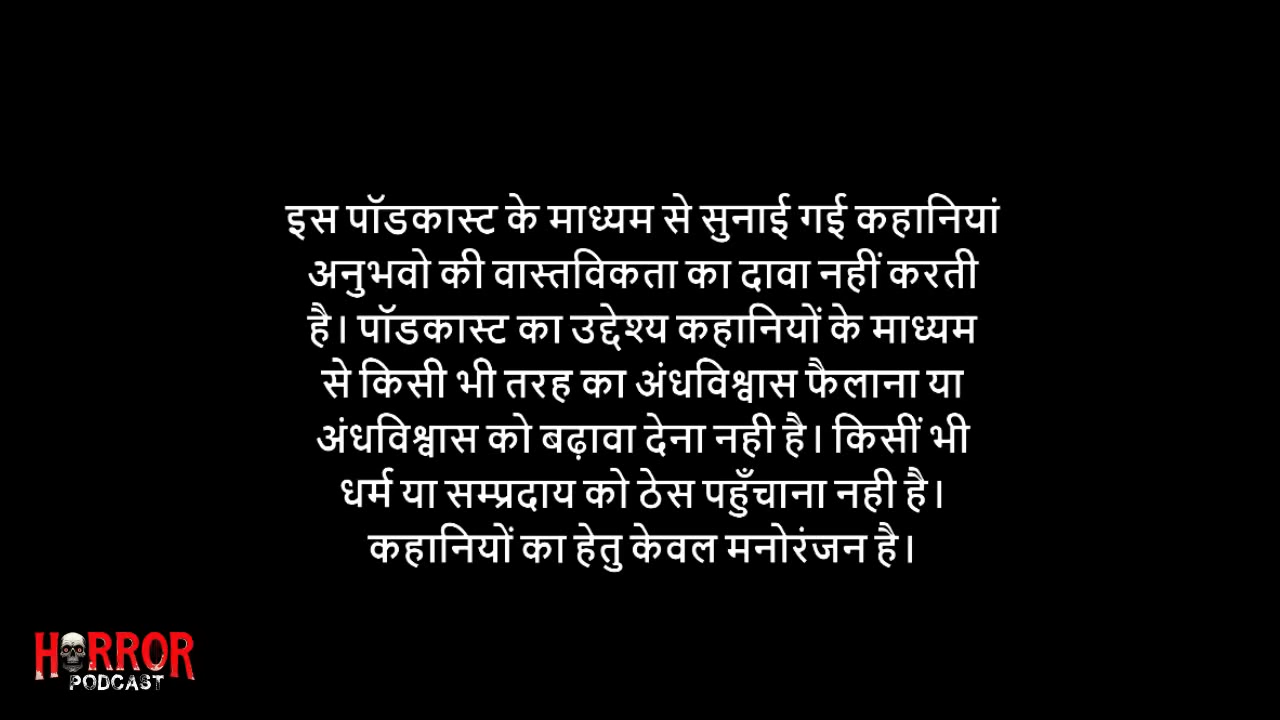 इस पॉडकास्ट के माध्यम से सुनाई गई कहानियां
अनुभवो की वास्तविकता का दावा नहीं करती
है। पॉडकास्ट का उद्देश्य कहानियों के माध्यम
से किसी भी तरह का अंधविश्वास फैलाना या
अंधविश्वास को बढ़ावा देना नही है। किसीं भी
धर्म या सम्प्रदाय को ठेस पहुँचाना नही है।
कहानियों का हेतु केवल मनोरंजन है।
HORROR
PODCAST